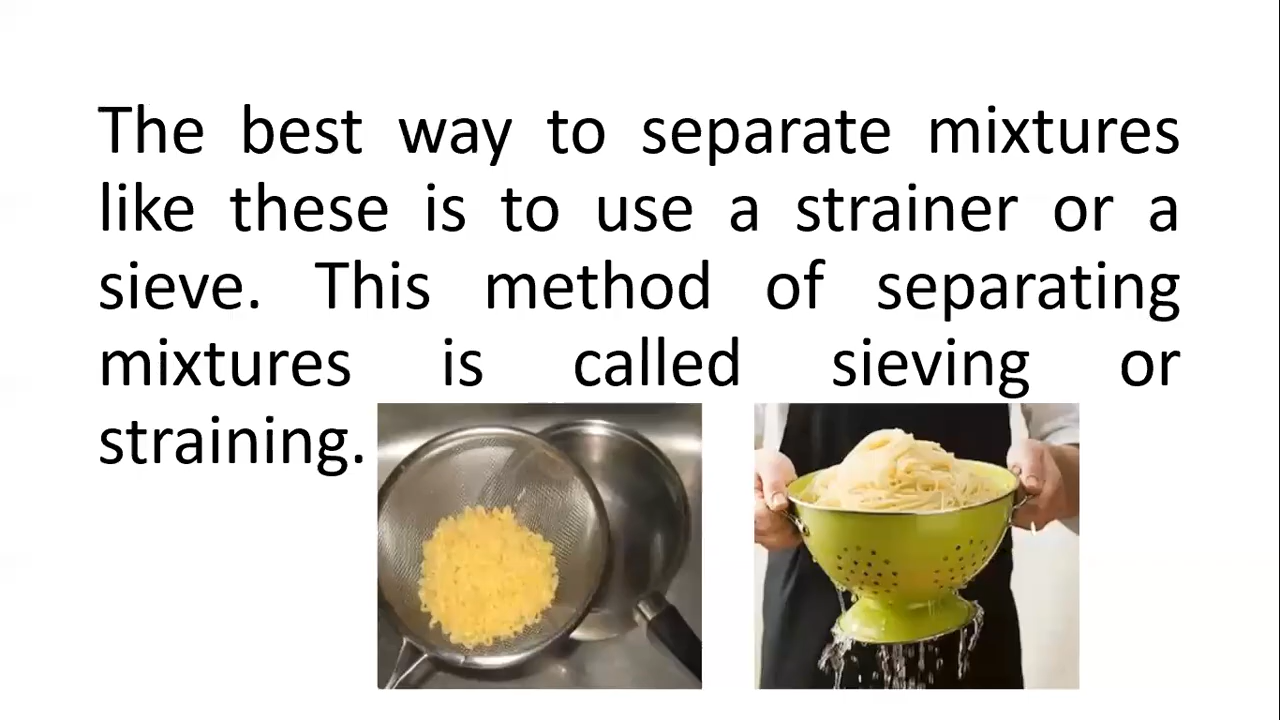 The best way to separate mixtures
like these is to use a strainer or a
sieve. This method of separating
mixtures is called sieving or
straining.